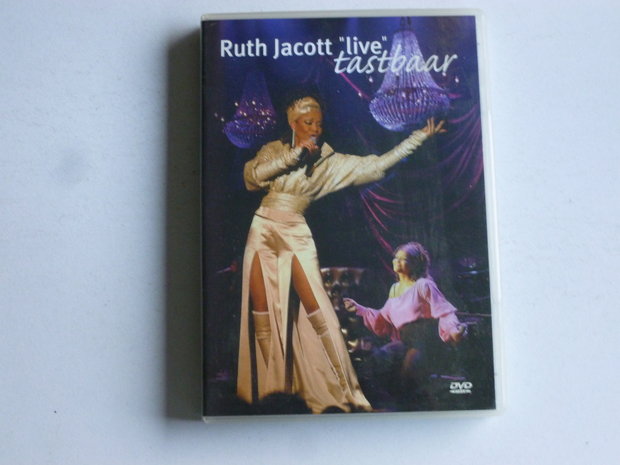 Ruth Jacott "live"
tastbaar
DVD